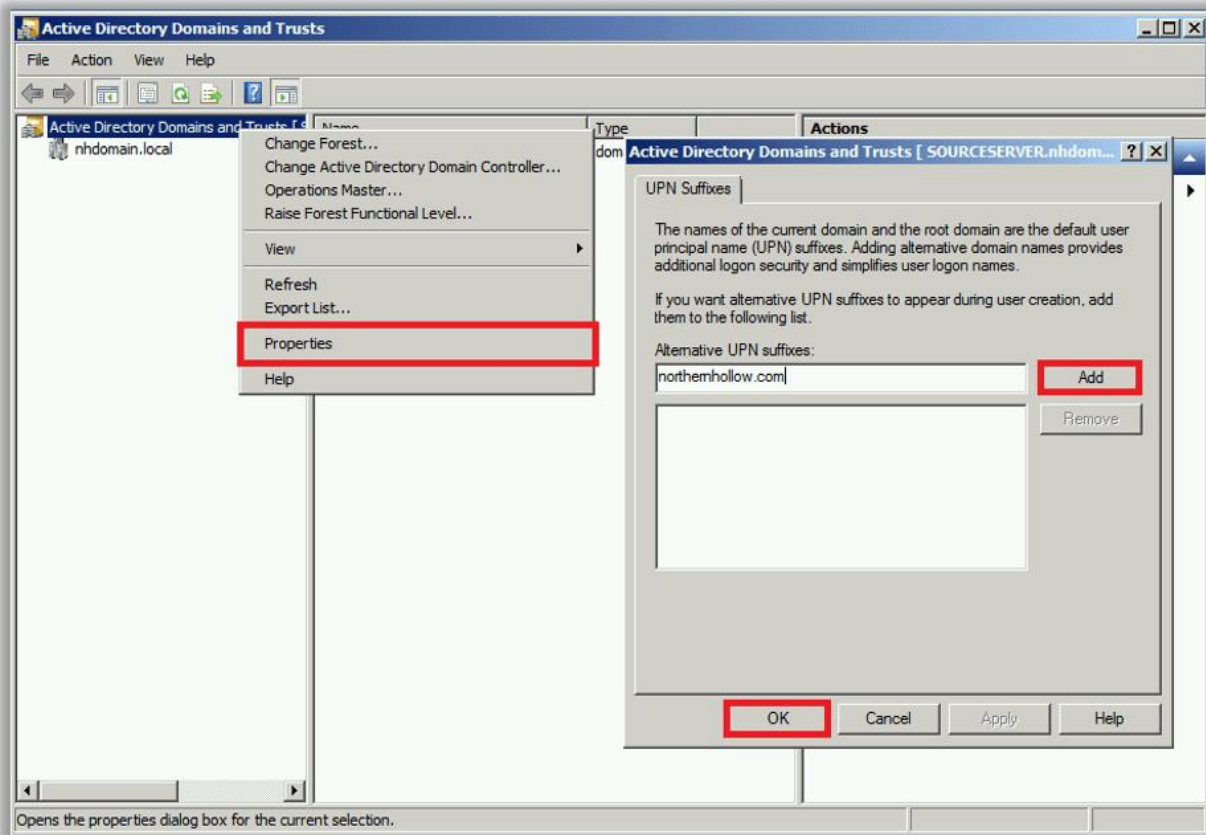 Active Directory Domains and Trusts
File Action View Help
Active Directory Domains and Trusts [ S
nhdomain.local
Name
Type
dom
Actions
Change Forest...
Change Active Directory Domain Controller...
Operations Master...
Raise Forest Functional Level...
View
Refresh
Export List...
Properties
Help
Active Directory Domains and Trusts [ SOURCESERVER.nhdom...
UPN Suffixes
The names of the current domain and the root domain are the default user
principal name (UPN) suffixes. Adding alternative domain names provides
additional logon security and simplifies user logon names.
If you want alternative UPN suffixes to appear during user creation, add
them to the following list.
Alternative UPN suffixes:
northernhollow.com
Add
Remove
OK Cancel Apply Help
Opens the properties dialog box for the current selection.